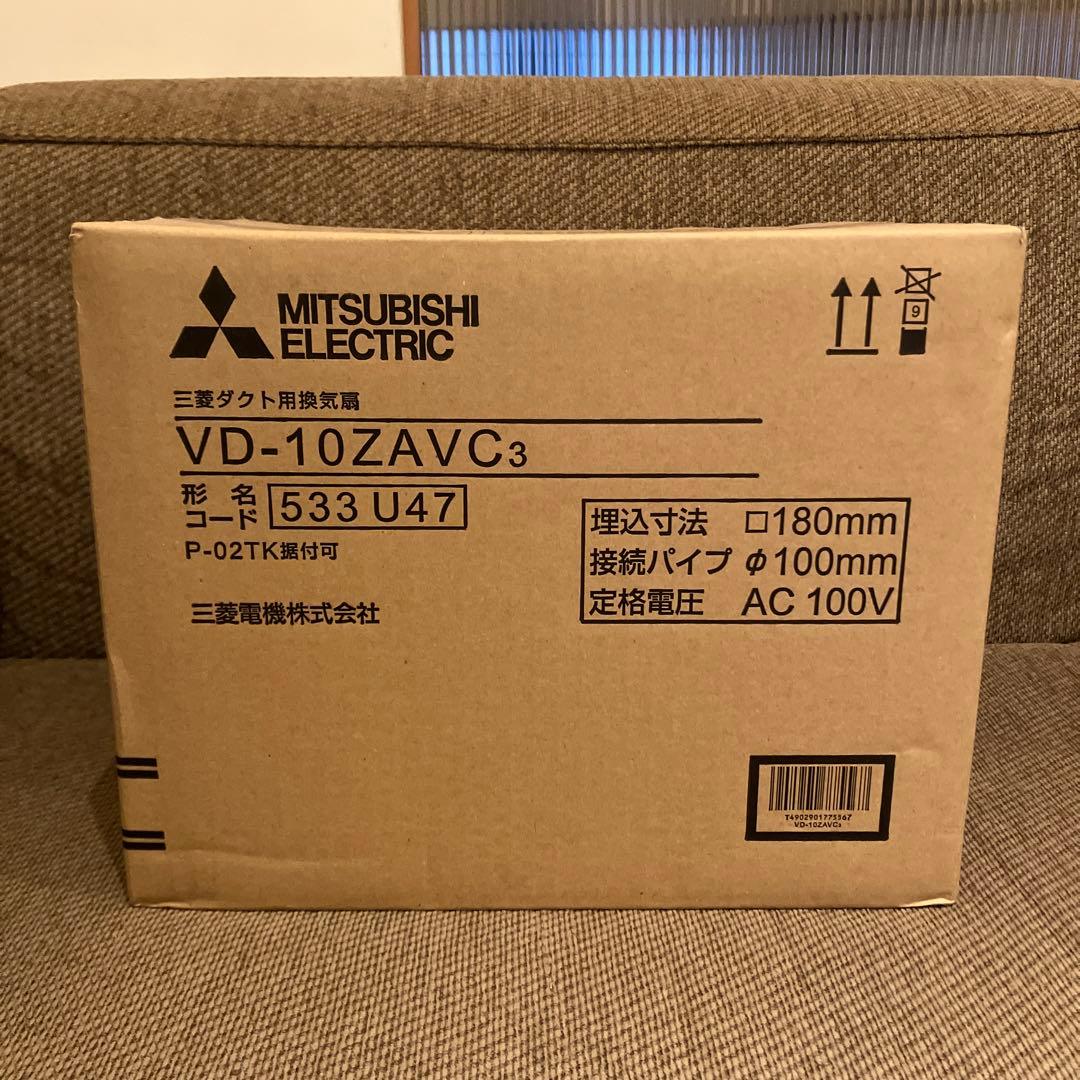 MITSUBISHI
ELECTRIC
9
三菱ダクト用換気扇
VD-10ZAVC3
形名
コード 533 U47
P-02TK据付可
三菱電機株式会社
埋込寸法 □180mm
接続パイプ φ100mm
定格電圧 AC 100V
T4902901775567
VD-10ZAVC3